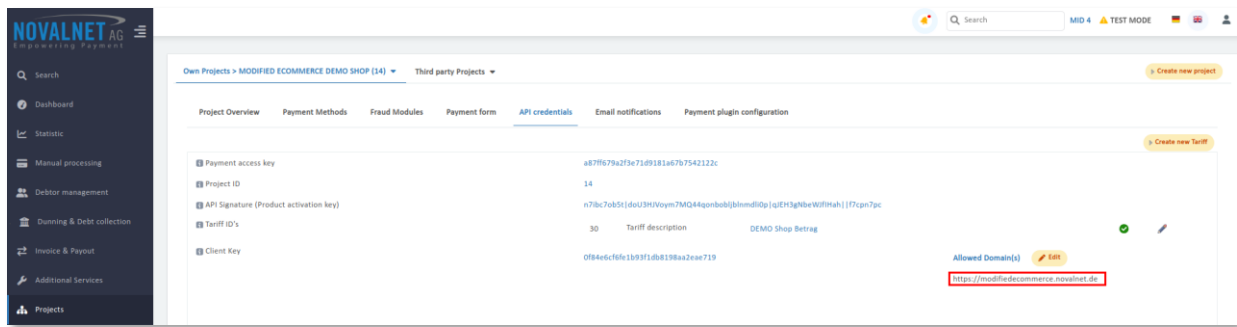 NOVALNET AG
Empowering Payment
Search
MID 4 TEST MODE
Search
Dashboard
Statistic
Manual processing
Debtor management
Dunning & Debt collection
Invoice & Payout
Additional Services
Projects
Own Projects > MODIFIED ECOMMERCE DEMO SHOP (14) Third party Projects
» Create new project
Project Overview Payment Methods Fraud Modules Payment form API credentials Email notifications Payment plugin configuration
» Create new Tariff
Payment access key a87ff679a2f3e71d9181a67b7542122c
Project ID 14
API Signature (Product activation key)
Tariff ID's 30 Tariff description DEMO Shop Betrag
Client Key 0f84e6cf6fe1b93f1db8198aa2eae719 Allowed Domain(s) Edit
https://modifiedecommerce.novalnet.de